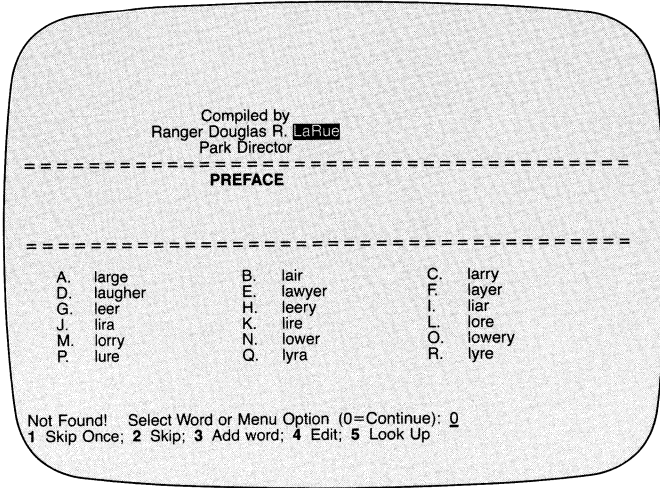 Compiled by
Ranger Douglas R. LaRue
Park Director
= = = = = = = = = = = = = = = = = = = = = = = = = = = = = = = = = = = = = = = =
PREFACE
= = = = = = = = = = = = = = = = = = = = = = = = = = = = = = = = = = = = = = = =
A. large B. lair C. larry
D. laugher E. lawyer F. layer
G. leer H. leery I. liar
J. lira K. lire L. lore
M. lorry N. lower O. lowery
P. lure Q. lyra R. lyre
Not Found! Select Word or Menu Option (0=Continue): 0
1 Skip Once; 2 Skip; 3 Add word; 4 Edit; 5 Look Up